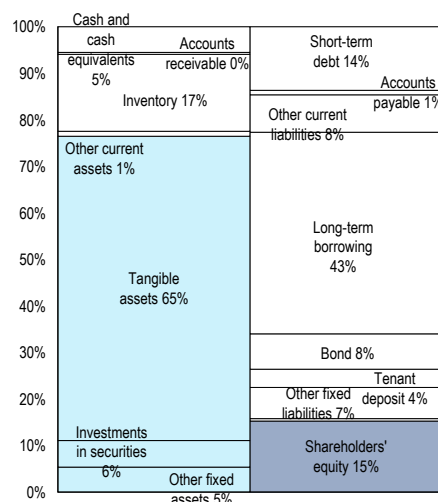 100%
90%
80%
70%
60%
50%
40%
30%
20%
10%
0%
Cash and
cash
equivalents
5%
Accounts
receivable 0%
Inventory 17%
Other current
assets 1%
Tangible
assets 65%
Investments
in securities
6%
Other fixed
assets 5%
Short-term
debt 14%
Accounts
payable 1%
Other current
liabilities 8%
Long-term
borrowing
43%
Bond 8%
Tenant
deposit 4%
Other fixed
liabilities 7%
Shareholders'
equity 15%